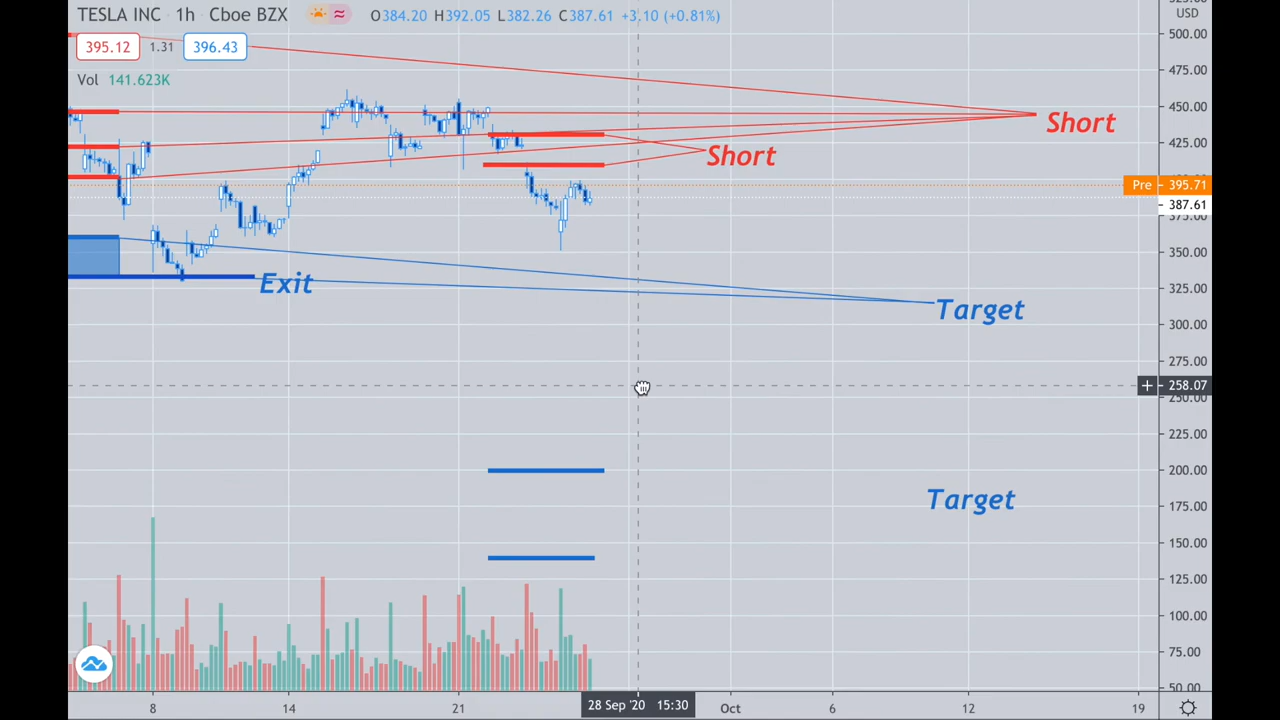 TESLA INC 1h Cboe BZX O384.20 H392.05 L382.26 C387.61 +3.10 (+0.81%)
USD
395.12 1.31 396.43
Vol 141.623K
500.00
475.00
450.00
425.00
Pre 395.71
387.61
375.00
350.00
325.00
300.00
275.00
258.07
250.00
225.00
200.00
175.00
150.00
125.00
100.00
75.00
50.00
Short
Short
Exit
Target
Target
8 14 21 28 Sep '20 15:30 Oct 6 12 19